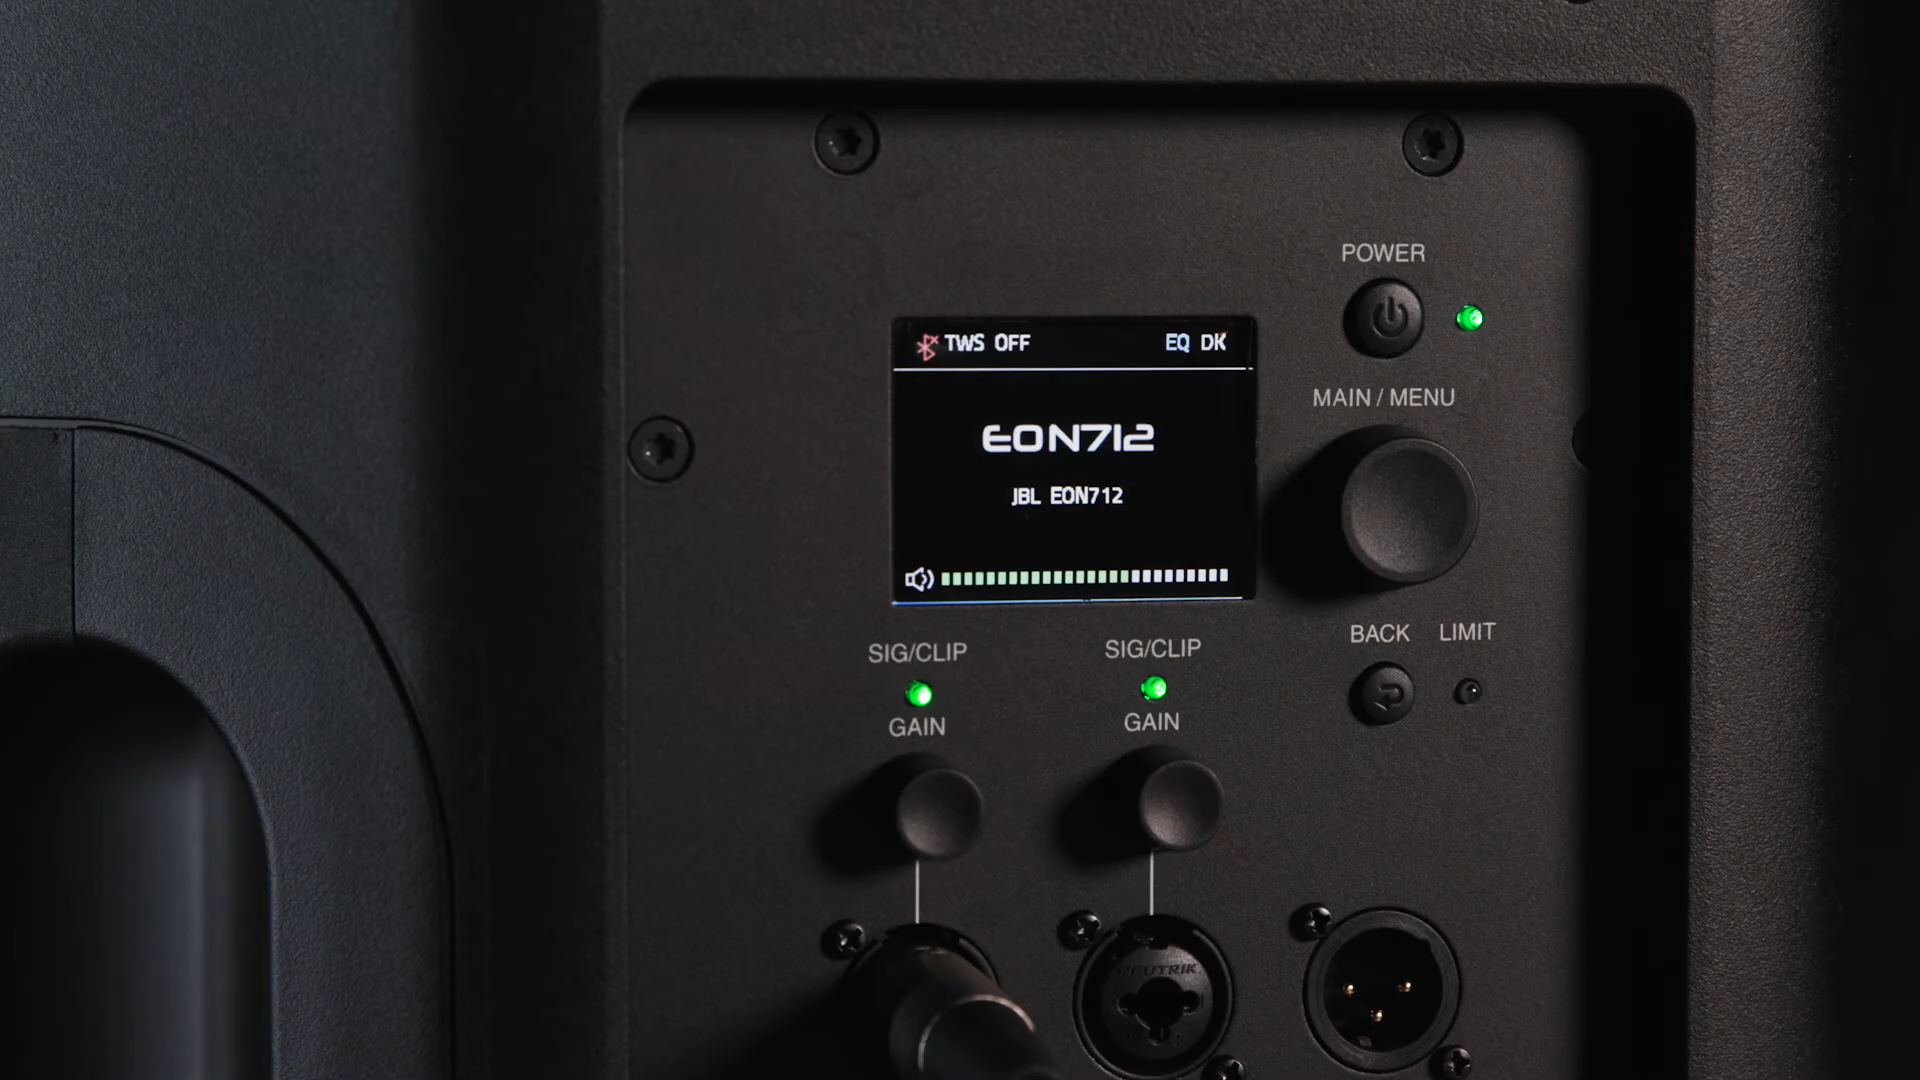 POWER
TWS OFF EQ DK
MAIN / MENU
EON712
JBL EON712
BACK LIMIT
SIG/CLIP SIG/CLIP
GAIN GAIN
NEUTRIK